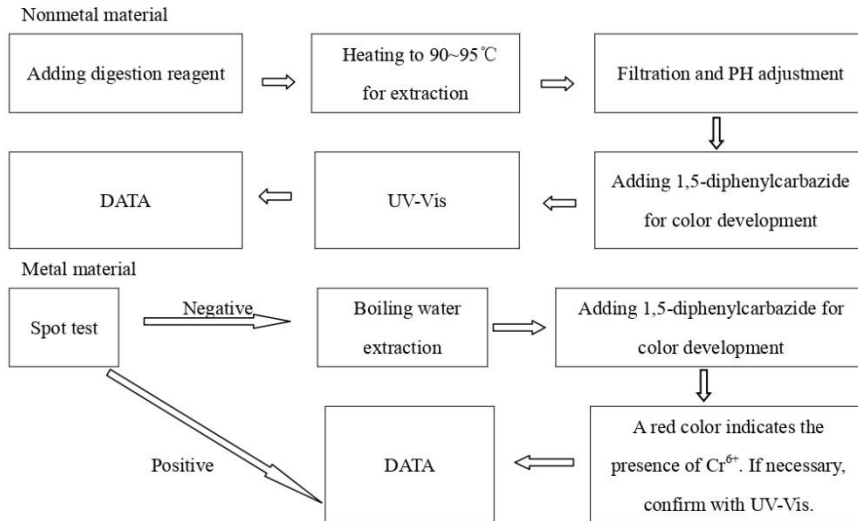 Nonmetal material
Adding digestion reagent
Heating to 90~95℃
for extraction
Filtration and PH adjustment
Adding 1,5-diphenylcarbazide
for color development
UV-Vis
DATA
Metal material
Spot test
Negative
Boiling water
extraction
Adding 1,5-diphenylcarbazide for
color development
A red color indicates the
presence of Cr⁶⁺. If necessary,
confirm with UV-Vis.
Positive
DATA